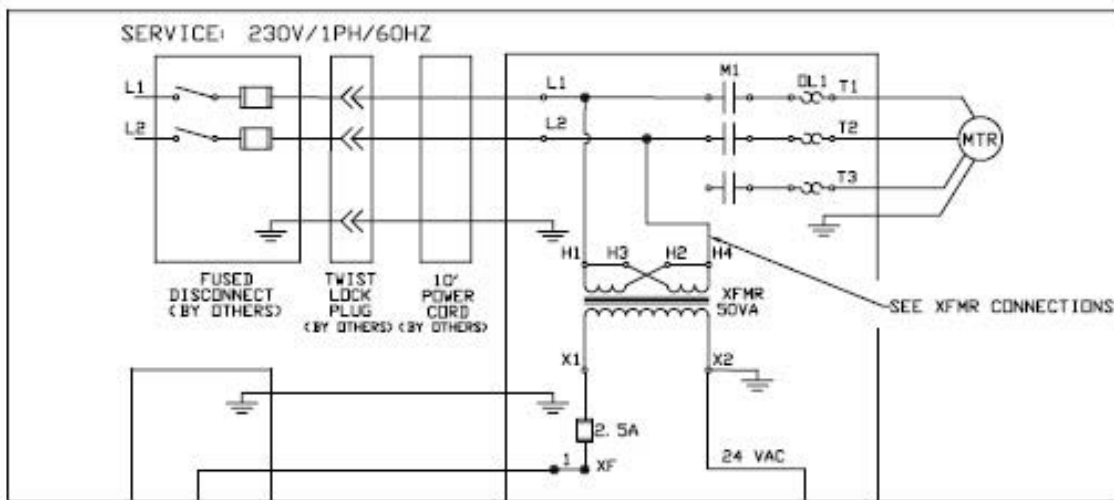 SERVICE: 230V/1PH/60HZ
L1
L1
M1
OL1
T1
L2
L2
T2
MTR
T3
H1
H3
H2
H4
FUSED
DISCONNECT
(BY OTHERS)
TWIST
LOCK
PLUG
(BY OTHERS)
10'
POWER
CORD
(BY OTHERS)
XFMR
50VA
SEE XFMR CONNECTIONS
X1
X2
2.5A
1
XF
24 VAC